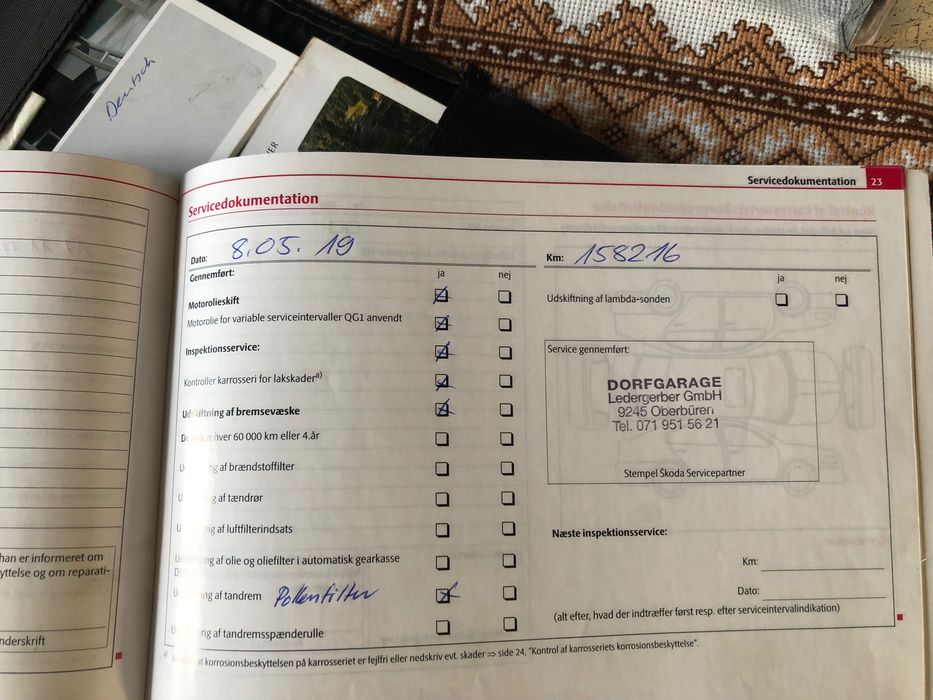 Deutsch
Servicedokumentation 23
Servicedokumentation
Dato: 8.05.19
Km: 158216
Gennemført:
ja nej
ja nej
Motorolieskift
Udskiftning af lambda-sonden
Motorolie for variable serviceintervaller QG1 anvendt
Inspektionsservice:
Service gennemført:
Kontroller karrosseri for lakskader a)
DORFGARAGE
Ledergerber GmbH
9245 Oberbüren
Tel. 071 951 56 21
Stempel Škoda Servicepartner
Udskiftning af bremsevæske
hver 60 000 km eller 4.år
af brændstoffilter
af tændrør
af luftfilterindsats
af olie og oliefilter i automatisk gearkasse
af tandrem Pollenfilter
af tandremsspænderulle
Næste inspektionsservice:
Km:
Dato:
(alt efter, hvad der indtræffer først resp. efter serviceintervalindikation)
korrosionsbeskyttelsen på karrosseriet er fejlfri eller nedskriv evt. skader ⇒ side 24, "Kontrol af karrosseriets korrosionsbeskyttelse".
han er informeret om
yttelse og om reparati-
nderskrift